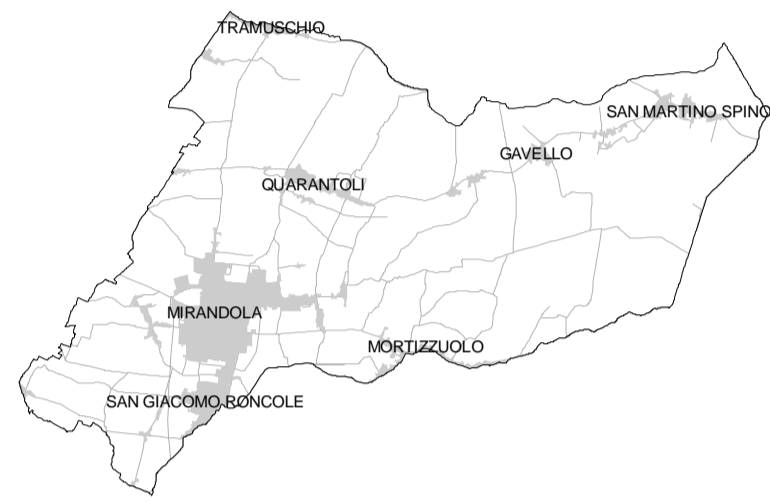 TRAMUSCHIO
SAN MARTINO SPINO
GAVELLO
QUARANTOLI
MIRANDOLA
MORTIZZUOLO
SAN GIACOMO RONCOLE